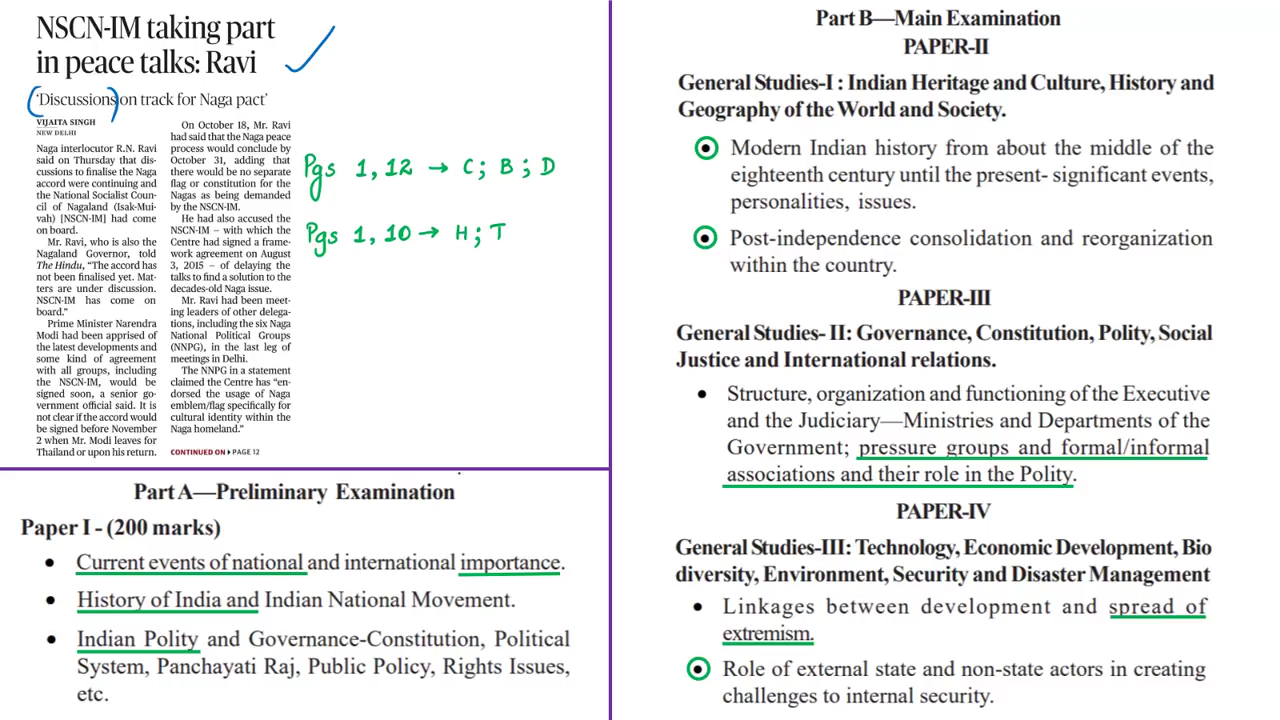 NSCN-IM taking part
in peace talks: Ravi
'Discussions on track for Naga pact'
VIJAITA SINGH
NEW DELHI
Naga interlocutor R.N. Ravi
said on Thursday that dis-
cussions to finalise the Naga
accord were continuing and
the National Socialist Coun-
cil of Nagaland (Isak-Mui-
vah) [NSCN-IM] had come
on board.
Mr. Ravi, who is also the
Nagaland Governor, told
The Hindu, "The accord has
not been finalised yet. Mat-
ters are under discussion.
NSCN-IM has come on
board."
Prime Minister Narendra
Modi had been apprised of
the latest developments and
some kind of agreement
with all groups, including
the NSCN-IM, would be
signed soon, a senior go-
vernment official said. It is
not clear if the accord would
be signed before November
2 when Mr. Modi leaves for
Thailand or upon his return.
On October 18, Mr. Ravi
had said that the Naga peace
process would conclude by
October 31, adding that
there would be no separate
flag or constitution for the
Nagas as being demanded
by the NSCN-IM.
He had also accused the
NSCN-IM – with which the
Centre had signed a frame-
work agreement on August
3, 2015 – of delaying the
talks to find a solution to the
decades-old Naga issue.
Mr. Ravi had been meet-
ing leaders of other delega-
tions, including the six Naga
National Political Groups
(NNPG), in the last leg of
meetings in Delhi.
The NNPG in a statement
claimed the Centre has "en-
dorsed the usage of Naga
emblem/flag specifically for
cultural identity within the
Naga homeland."
CONTINUED ON PAGE 12
Pgs 1, 12 → C; B; D
Pgs 1, 10 → H; T
Part A—Preliminary Examination
Paper I - (200 marks)
• Current events of national and international importance.
• History of India and Indian National Movement.
• Indian Polity and Governance-Constitution, Political
System, Panchayati Raj, Public Policy, Rights Issues,
etc.
Part B—Main Examination
PAPER-II
General Studies-I : Indian Heritage and Culture, History and
Geography of the World and Society.
• Modern Indian history from about the middle of the
eighteenth century until the present- significant events,
personalities, issues.
• Post-independence consolidation and reorganization
within the country.
PAPER-III
General Studies- II: Governance, Constitution, Polity, Social
Justice and International relations.
• Structure, organization and functioning of the Executive
and the Judiciary—Ministries and Departments of the
Government; pressure groups and formal/informal
associations and their role in the Polity.
PAPER-IV
General Studies-III: Technology, Economic Development, Bio
diversity, Environment, Security and Disaster Management
• Linkages between development and spread of
extremism.
• Role of external state and non-state actors in creating
challenges to internal security.